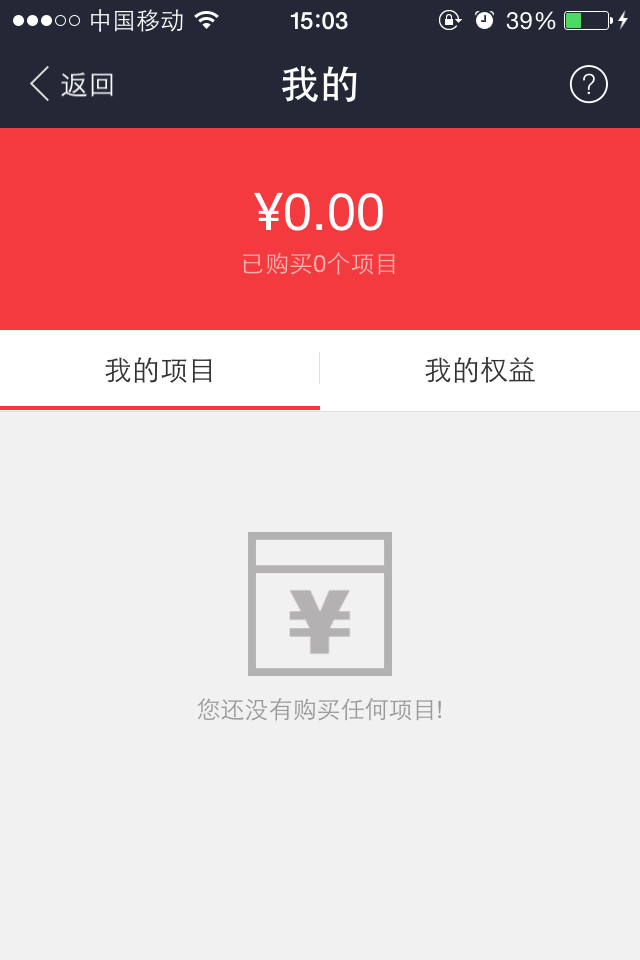 中国移动 15:03 39%
返回 我的 ?
¥0.00
已购买0个项目
我的项目 我的权益
¥
您还没有购买任何项目!